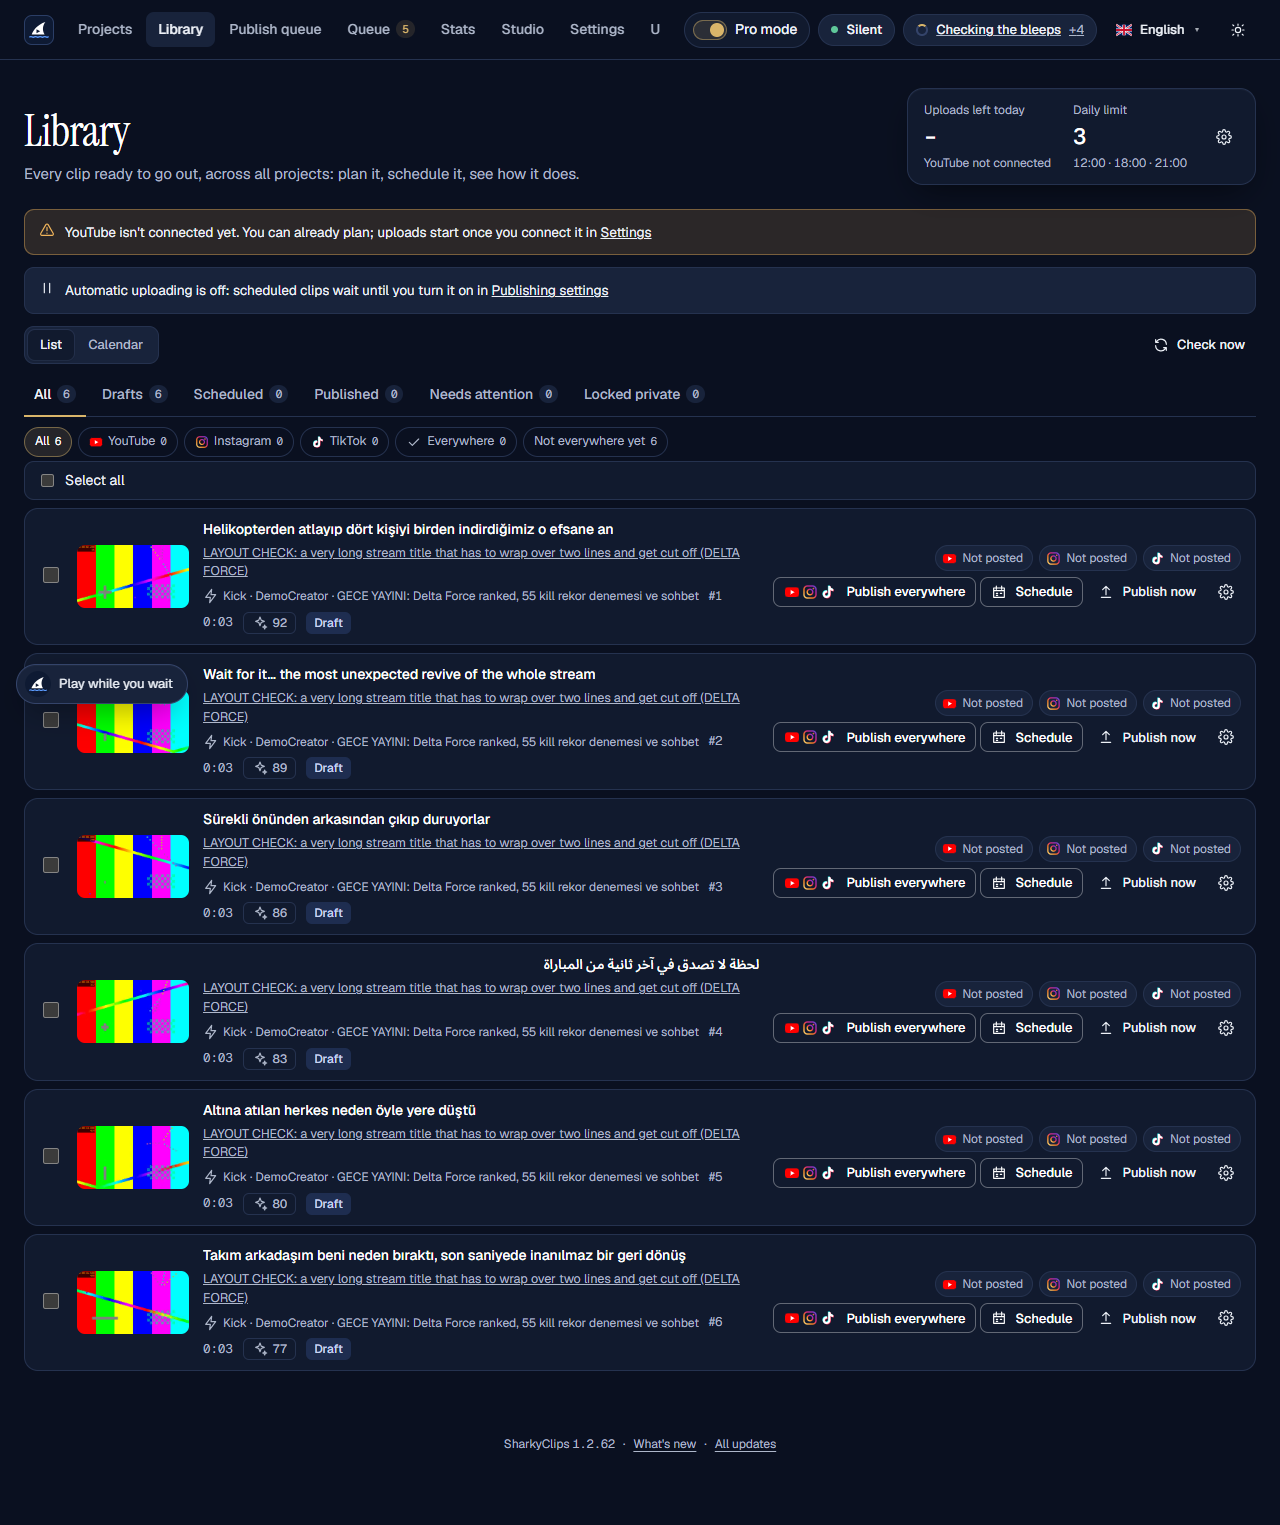 Projects Library Publish queue Queue 5 Stats Studio Settings U Pro mode Silent Checking the bleeps +4 English
Library
Every clip ready to go out, across all projects: plan it, schedule it, see how it does.
Uploads left today Daily limit
- 3
YouTube not connected 12:00 · 18:00 · 21:00
YouTube isn't connected yet. You can already plan; uploads start once you connect it in Settings
Automatic uploading is off: scheduled clips wait until you turn it on in Publishing settings
List Calendar Check now
All 6 Drafts 6 Scheduled 0 Published 0 Needs attention 0 Locked private 0
All 6 YouTube 0 Instagram 0 TikTok 0 Everywhere 0 Not everywhere yet 6
Select all
Helikopterden atlayıp dört kişiyi birden indirdiğimiz o efsane an
LAYOUT CHECK: a very long stream title that has to wrap over two lines and get cut off (DELTA
FORCE)
Kick · DemoCreator · GECE YAYINI: Delta Force ranked, 55 kill rekor denemesi ve sohbet #1
0:03 92 Draft
Not posted Not posted Not posted
Publish everywhere Schedule Publish now
Play while you wait
Wait for it... the most unexpected revive of the whole stream
LAYOUT CHECK: a very long stream title that has to wrap over two lines and get cut off (DELTA
FORCE)
Kick · DemoCreator · GECE YAYINI: Delta Force ranked, 55 kill rekor denemesi ve sohbet #2
0:03 89 Draft
Not posted Not posted Not posted
Publish everywhere Schedule Publish now
Sürekli önünden arkasından çıkıp duruyorlar
LAYOUT CHECK: a very long stream title that has to wrap over two lines and get cut off (DELTA
FORCE)
Kick · DemoCreator · GECE YAYINI: Delta Force ranked, 55 kill rekor denemesi ve sohbet #3
0:03 86 Draft
Not posted Not posted Not posted
Publish everywhere Schedule Publish now
لحظة لا تصدق في آخر ثانية من المباراة
LAYOUT CHECK: a very long stream title that has to wrap over two lines and get cut off (DELTA
FORCE)
Kick · DemoCreator · GECE YAYINI: Delta Force ranked, 55 kill rekor denemesi ve sohbet #4
0:03 83 Draft
Not posted Not posted Not posted
Publish everywhere Schedule Publish now
Altına atılan herkes neden öyle yere düştü
LAYOUT CHECK: a very long stream title that has to wrap over two lines and get cut off (DELTA
FORCE)
Kick · DemoCreator · GECE YAYINI: Delta Force ranked, 55 kill rekor denemesi ve sohbet #5
0:03 80 Draft
Not posted Not posted Not posted
Publish everywhere Schedule Publish now
Takım arkadaşım beni neden bıraktı, son saniyede inanılmaz bir geri dönüş
LAYOUT CHECK: a very long stream title that has to wrap over two lines and get cut off (DELTA
FORCE)
Kick · DemoCreator · GECE YAYINI: Delta Force ranked, 55 kill rekor denemesi ve sohbet #6
0:03 77 Draft
Not posted Not posted Not posted
Publish everywhere Schedule Publish now
SharkyClips 1.2.62 · What's new · All updates